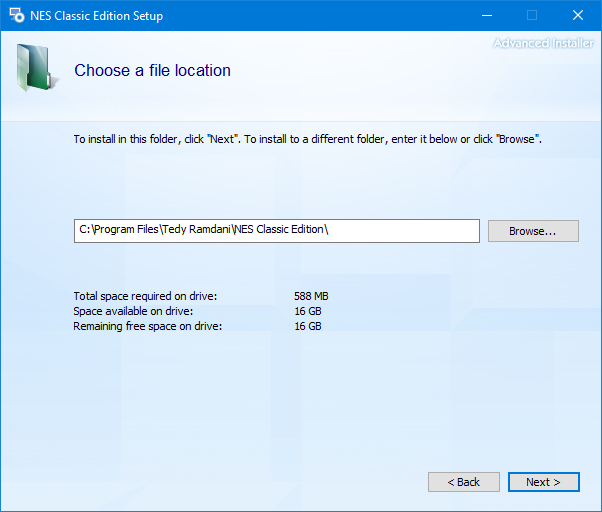 NES Classic Edition Setup
Advanced Installer
Choose a file location
To install in this folder, click "Next". To install to a different folder, enter it below or click "Browse".
C:\Program Files\Tedy Ramdani\NES Classic Edition\
Browse...
Total space required on drive: 588 MB
Space available on drive: 16 GB
Remaining free space on drive: 16 GB
< Back
Next >